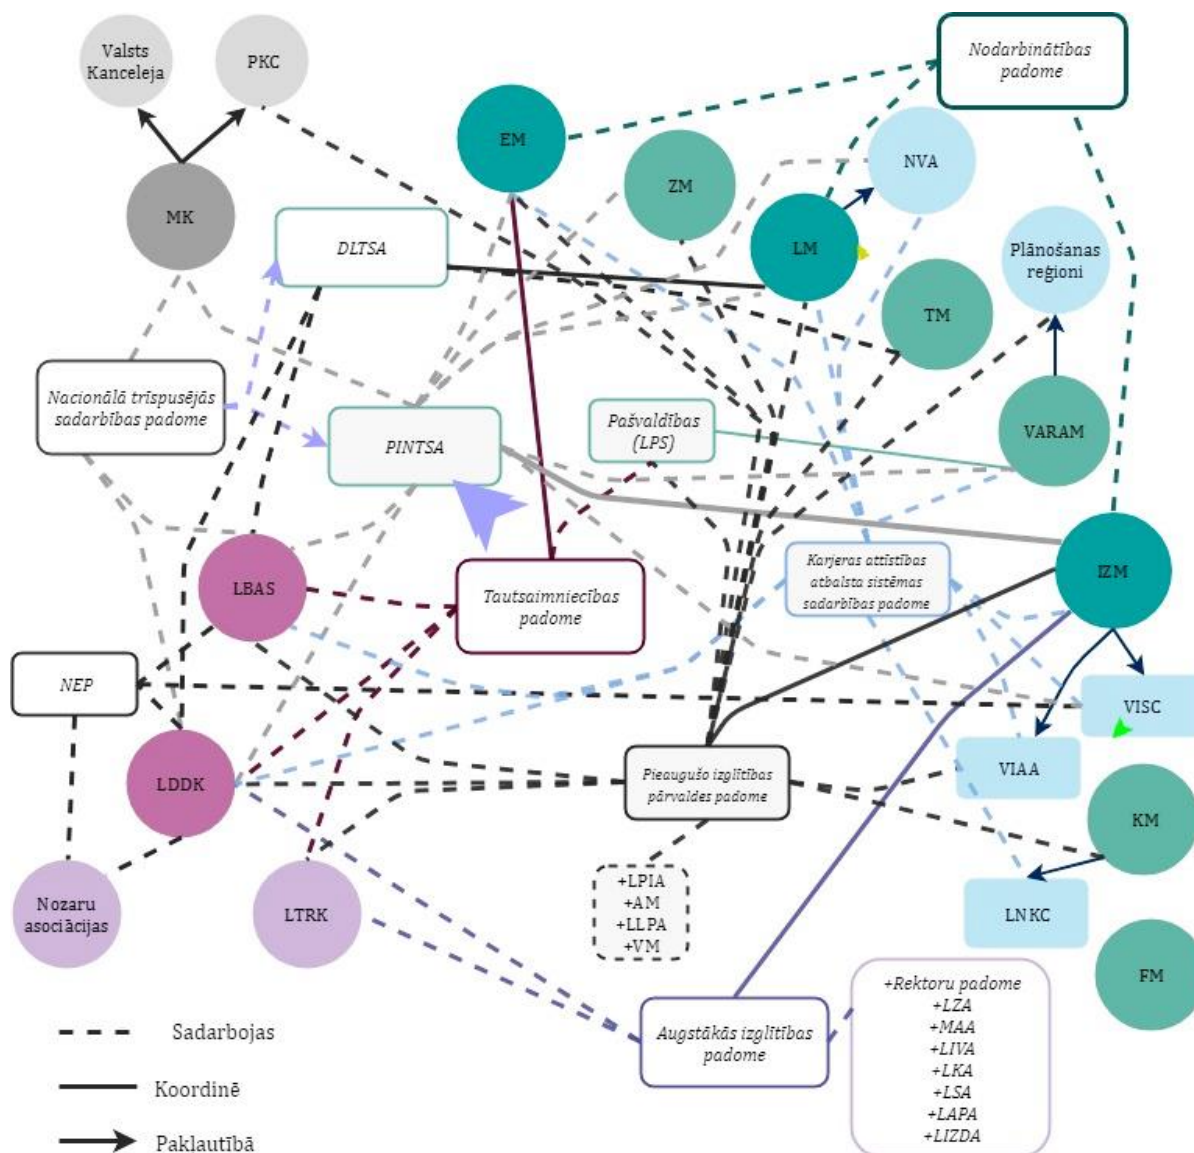 Valsts
Kanceleja
PKC
Nodarbinātības
padome
EM
ZM
NVA
MK
DLTSA
LM
Plānošanas
reģioni
TM
Nacionālā trīspusējās
sadarbības padome
PINTSA
Pašvaldības
(LPS)
VARAM
LBAS
Tautsaimniecības
padome
Karjeras attīstības
atbalsta sistēmas
sadarbības padome
IZM
NEP
VISC
LDDK
Pieaugušo izglītības
pārvaldes padome
VIAA
KM
Nozaru
asociācijas
LTRK
+LPIA
+AM
+LLPA
+VM
LNKC
FM
Sadarbojas
Koordinē
Paklautībā
Augstākās izglītības
padome
+Rektoru padome
+LZA
+MAA
+LIVA
+LKA
+LSA
+LAPA
+LIZDA